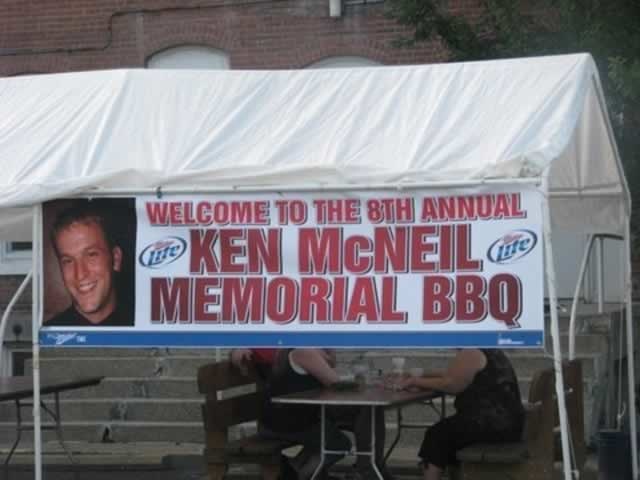 WELCOME TO THE 8TH ANNUAL
Lite KEN McNEIL Lite
MEMORIAL BBQ